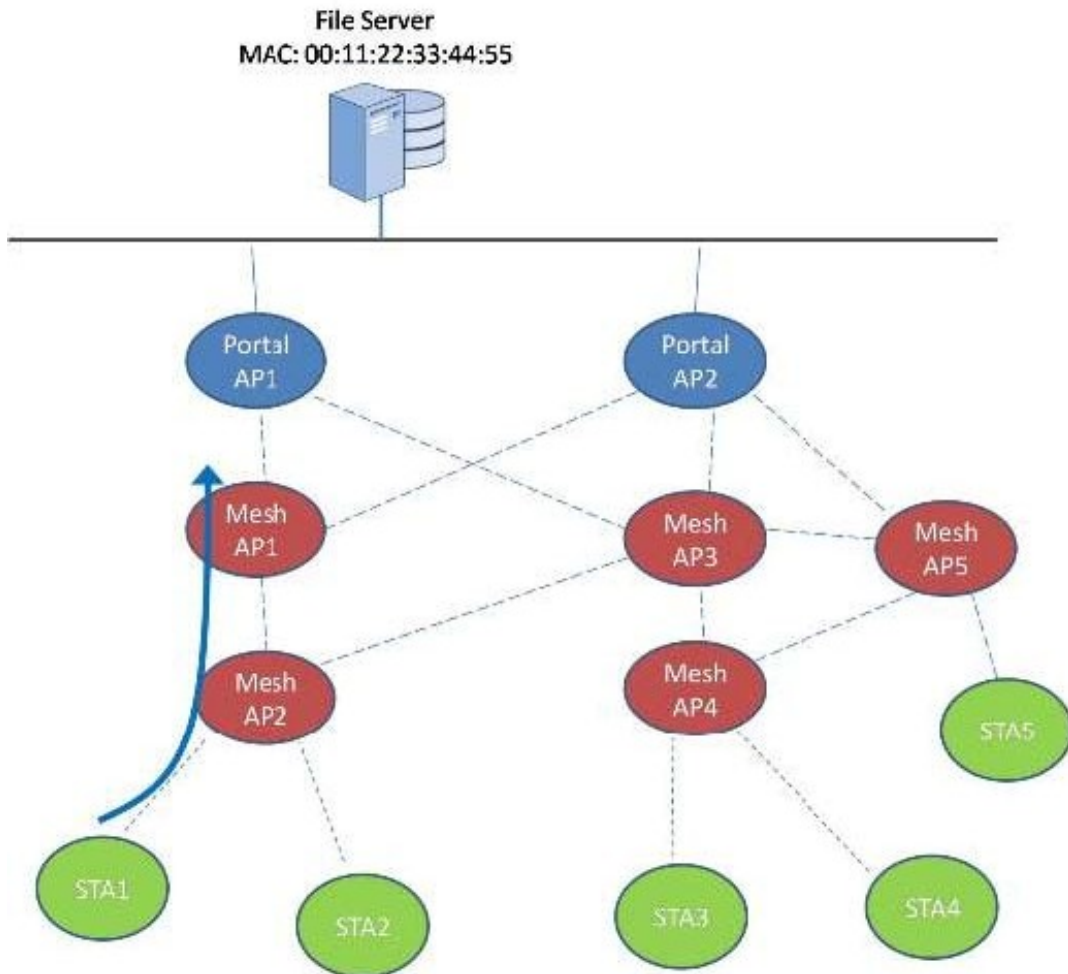 File Server
MAC: 00:11:22:33:44:55
Portal
AP1
Portal
AP2
Mesh
AP1
Mesh
AP3
Mesh
AP5
Mesh
AP2
Mesh
AP4
STA5
STA1
STA2
STA3
STA4